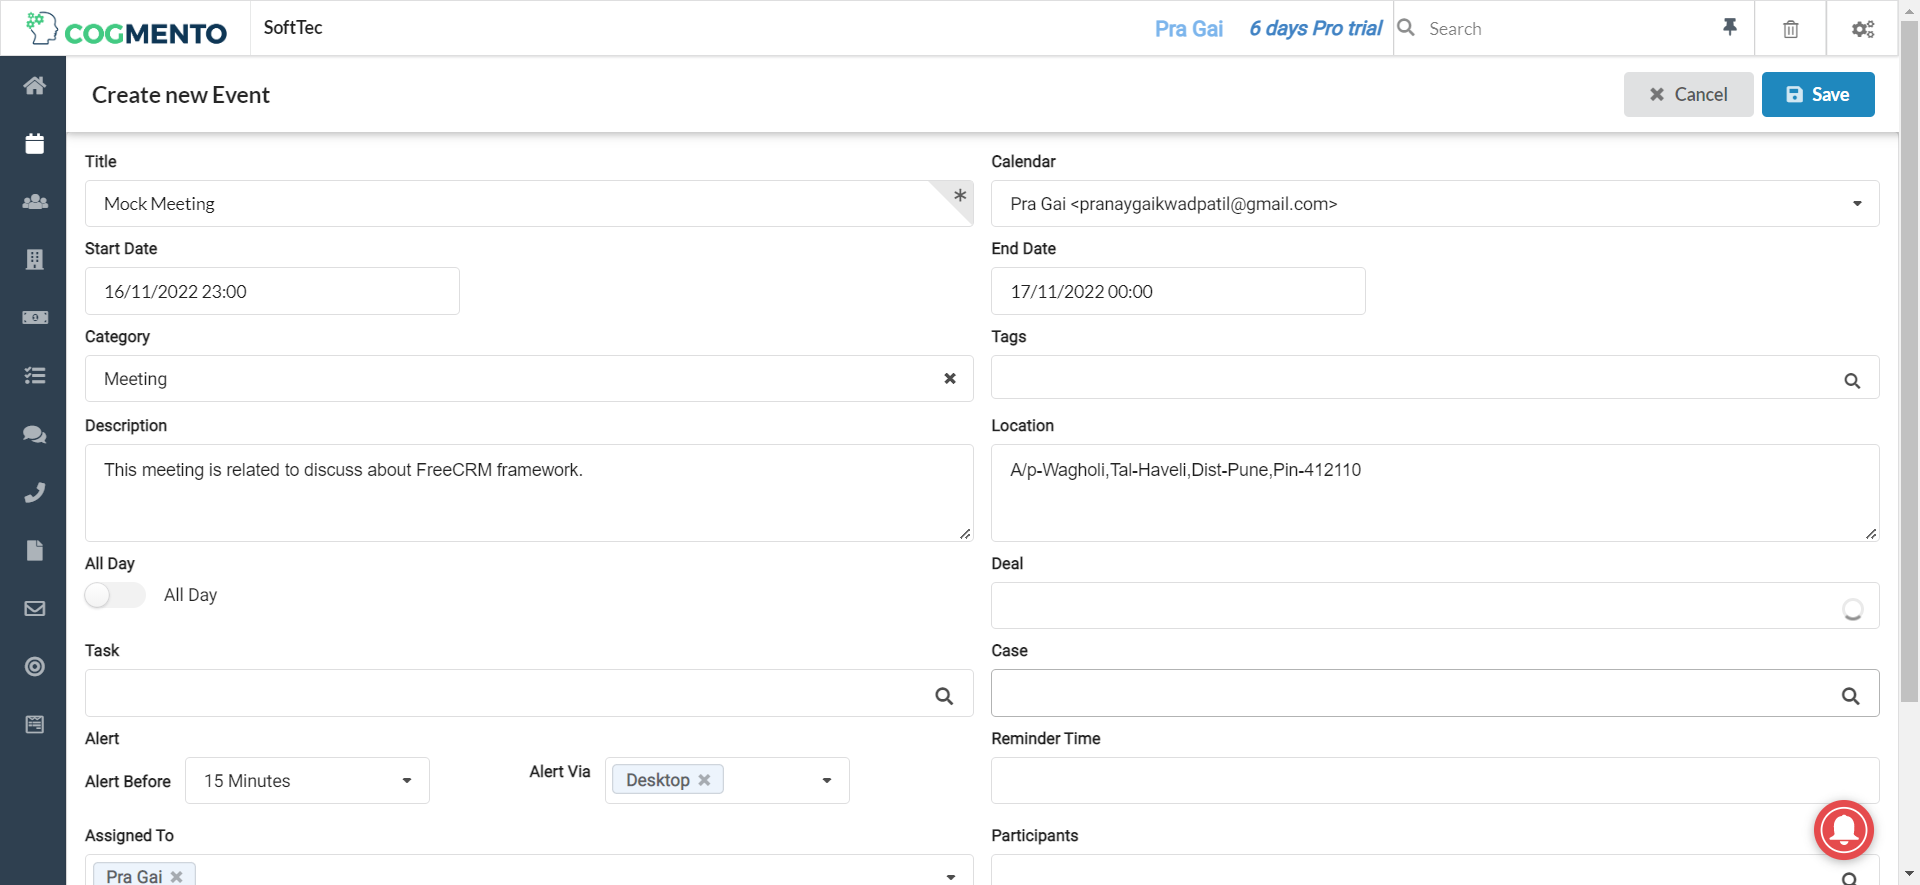 COGMENTO
SoftTec
Pra Gai
6 days Pro trial
Search
Create new Event
Cancel
Save
Title
Calendar
Mock Meeting
*
Pra Gai <pranaygaikwadpatil@gmail.com>
Start Date
End Date
16/11/2022 23:00
17/11/2022 00:00
Category
Tags
Meeting
Description
Location
This meeting is related to discuss about FreeCRM framework.
A/p-Wagholi,Tal-Haveli,Dist-Pune,Pin-412110
All Day
Deal
All Day
Task
Case
Alert
Reminder Time
Alert Before
15 Minutes
Alert Via
Desktop
Assigned To
Participants
Pra Gai